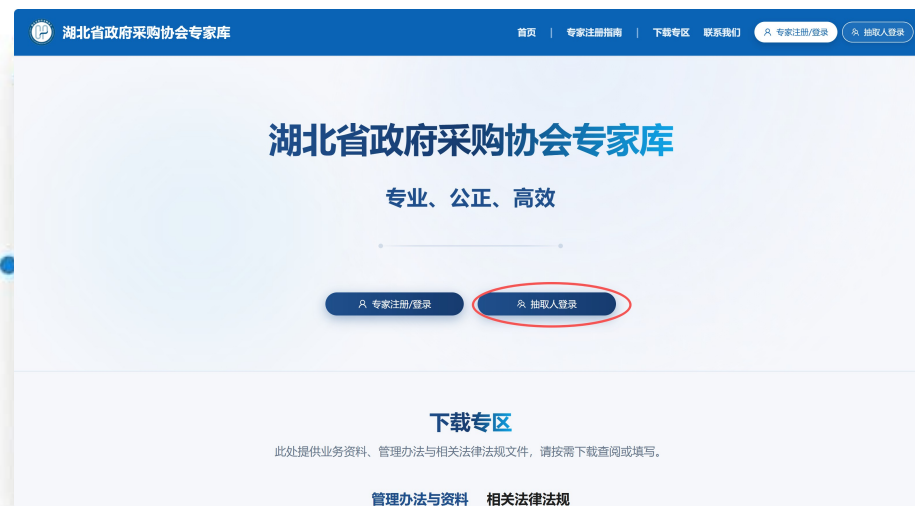 湖北省政府采购协会专家库 首页 | 专家注册指南 | 下载专区 联系我们 专家注册/登录 抽取人登录
湖北省政府采购协会专家库
专业、公正、高效
专家注册/登录 抽取人登录
下载专区
此处提供业务资料、管理办法与相关法律法规文件，请按需下载查阅或填写。
管理办法与资料 相关法律法规